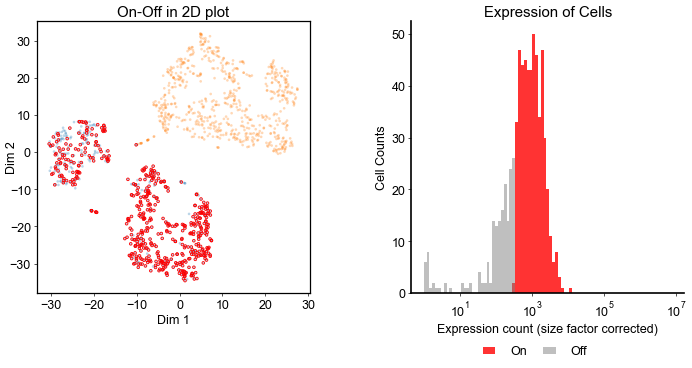 On-Off in 2D plot
Dim 2
30
20
10
0
−10
−20
−30
−30 −20 −10 0 10 20 30
Dim 1
Expression of Cells
Cell Counts
50
40
30
20
10
0
10^1 10^3 10^5 10^7
Expression count (size factor corrected)
On Off